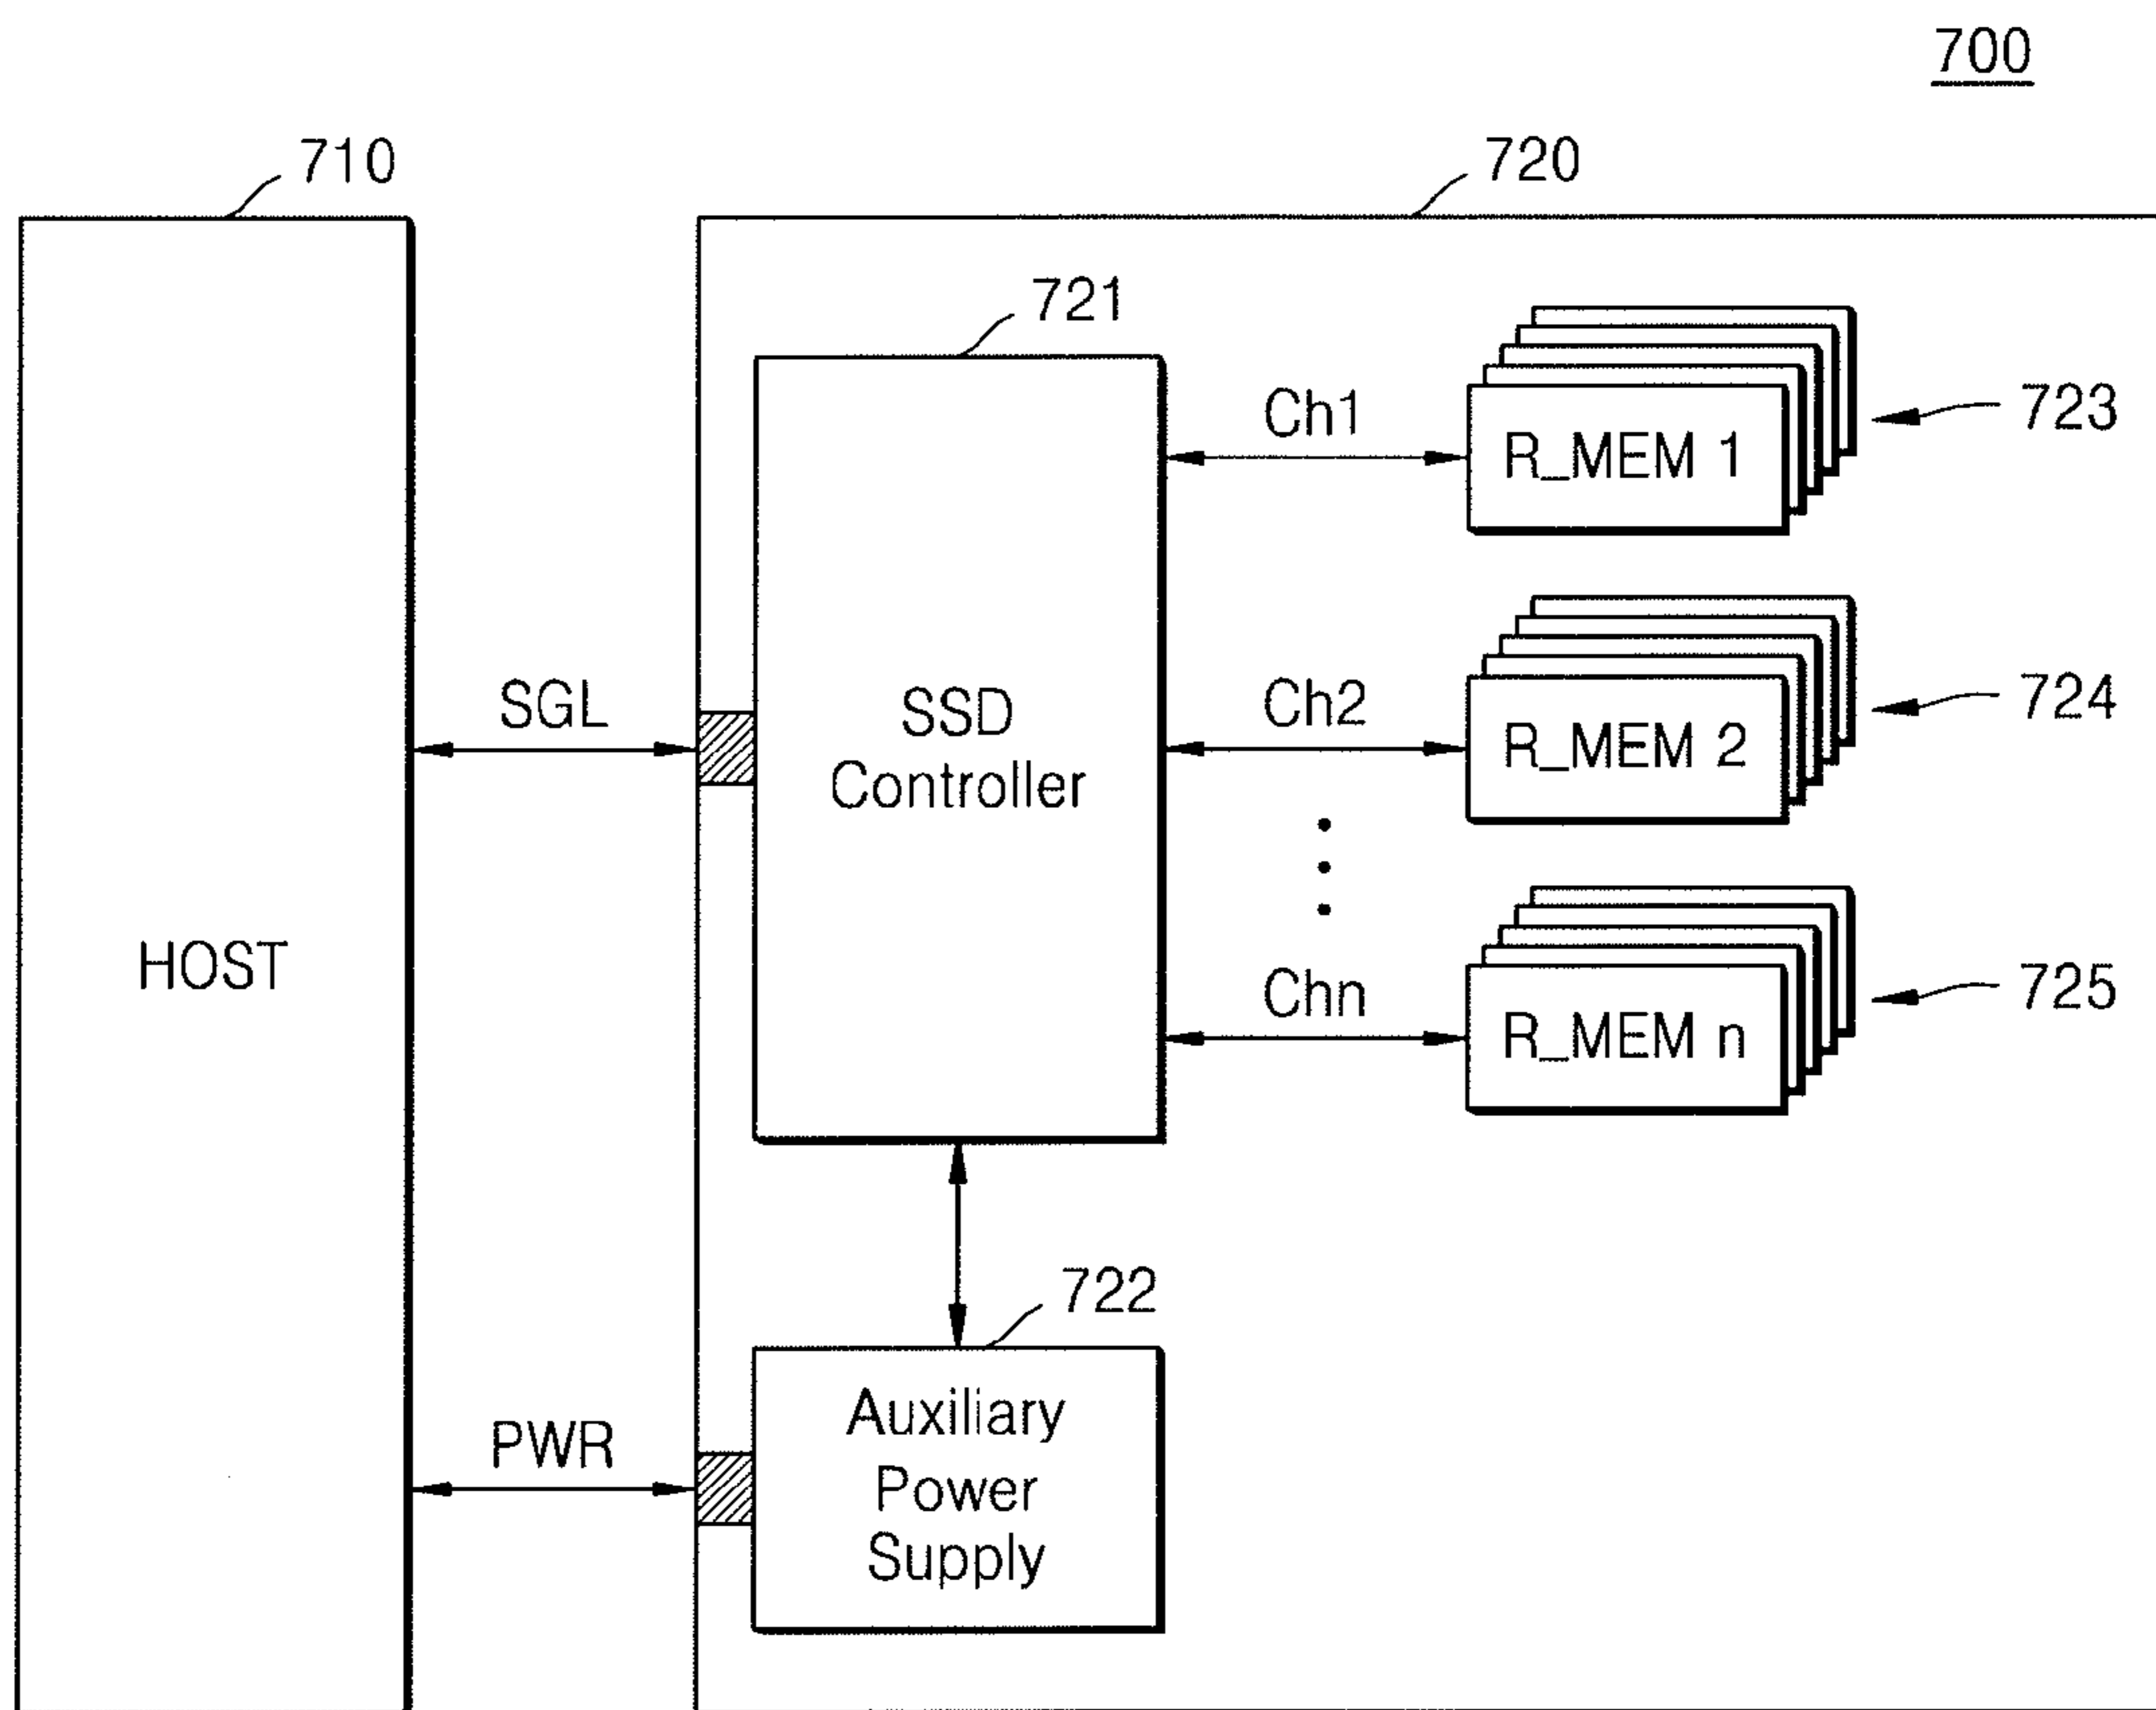 700
710
720
721
Ch1
R_MEM 1
723
SGL
SSD
Controller
Ch2
R_MEM 2
724
HOST
Chn
R_MEM n
725
722
PWR
Auxiliary
Power
Supply